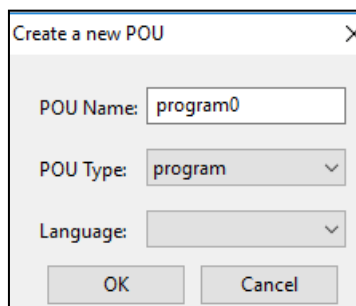 Create a new POU
POU Name: program0
POU Type: program
Language:
OK Cancel